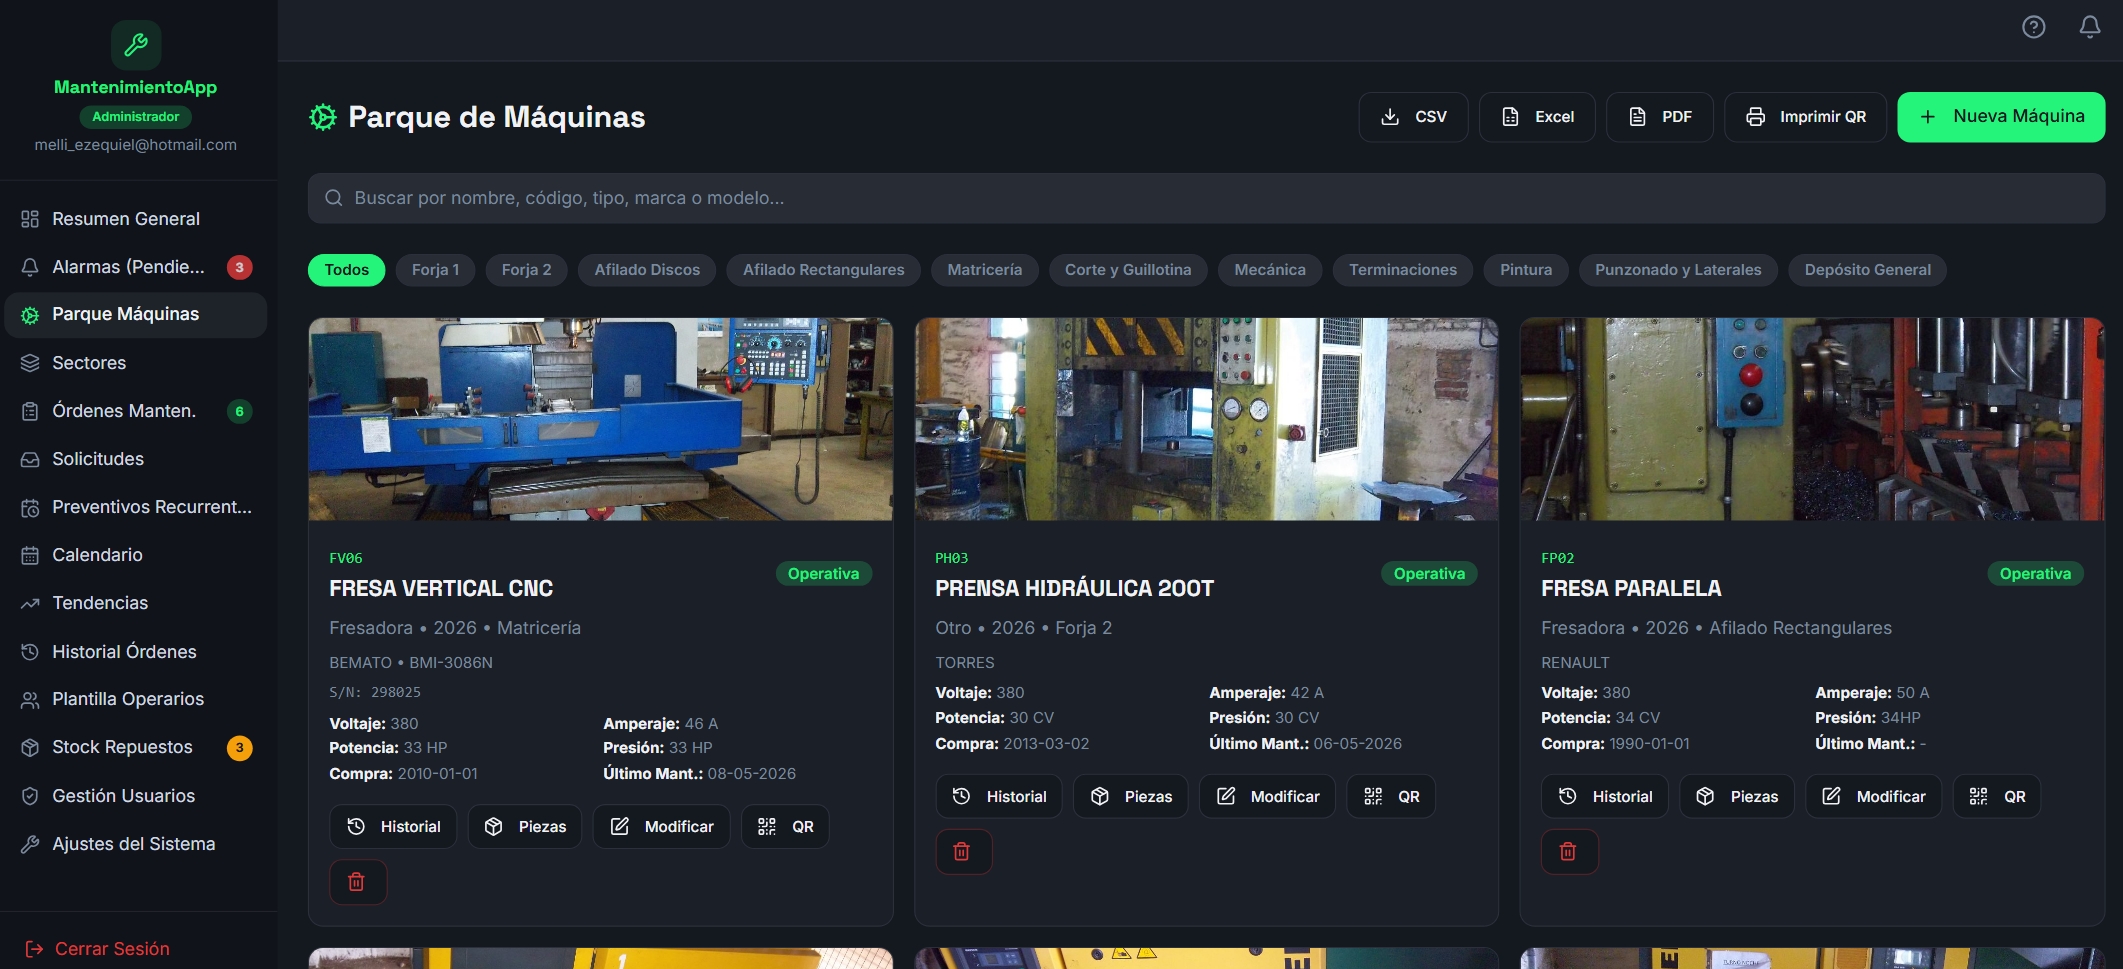 MantenimientoApp
Administrador
melli_ezequiel@hotmail.com
Resumen General
Alarmas (Pendie... 3
Parque Máquinas
Sectores
Órdenes Manten. 6
Solicitudes
Preventivos Recurrent...
Calendario
Tendencias
Historial Órdenes
Plantilla Operarios
Stock Repuestos 3
Gestión Usuarios
Ajustes del Sistema
Cerrar Sesión
Parque de Máquinas
CSV Excel PDF Imprimir QR + Nueva Máquina
Buscar por nombre, código, tipo, marca o modelo...
Todos Forja 1 Forja 2 Afilado Discos Afilado Rectangulares Matricería Corte y Guillotina Mecánica Terminaciones Pintura Punzonado y Laterales Depósito General
FV06
FRESA VERTICAL CNC
Operativa
Fresadora • 2026 • Matricería
BEMATO • BMI-3086N
S/N: 298025
Voltaje: 380 Amperaje: 46 A
Potencia: 33 HP Presión: 33 HP
Compra: 2010-01-01 Último Mant.: 08-05-2026
Historial Piezas Modificar QR
PH03
PRENSA HIDRÁULICA 200T
Operativa
Otro • 2026 • Forja 2
TORRES
Voltaje: 380 Amperaje: 42 A
Potencia: 30 CV Presión: 30 CV
Compra: 2013-03-02 Último Mant.: 06-05-2026
Historial Piezas Modificar QR
FP02
FRESA PARALELA
Operativa
Fresadora • 2026 • Afilado Rectangulares
RENAULT
Voltaje: 380 Amperaje: 50 A
Potencia: 34 CV Presión: 34HP
Compra: 1990-01-01 Último Mant.: -
Historial Piezas Modificar QR